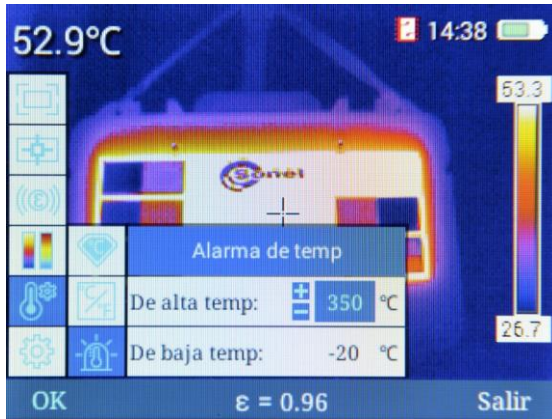 52.9°C
14:38
53.3
Sonel
((ε))
°C
Alarma de temp
°C/°F
De alta temp: 350 °C
26.7
De baja temp: -20 °C
OK ε = 0.96 Salir